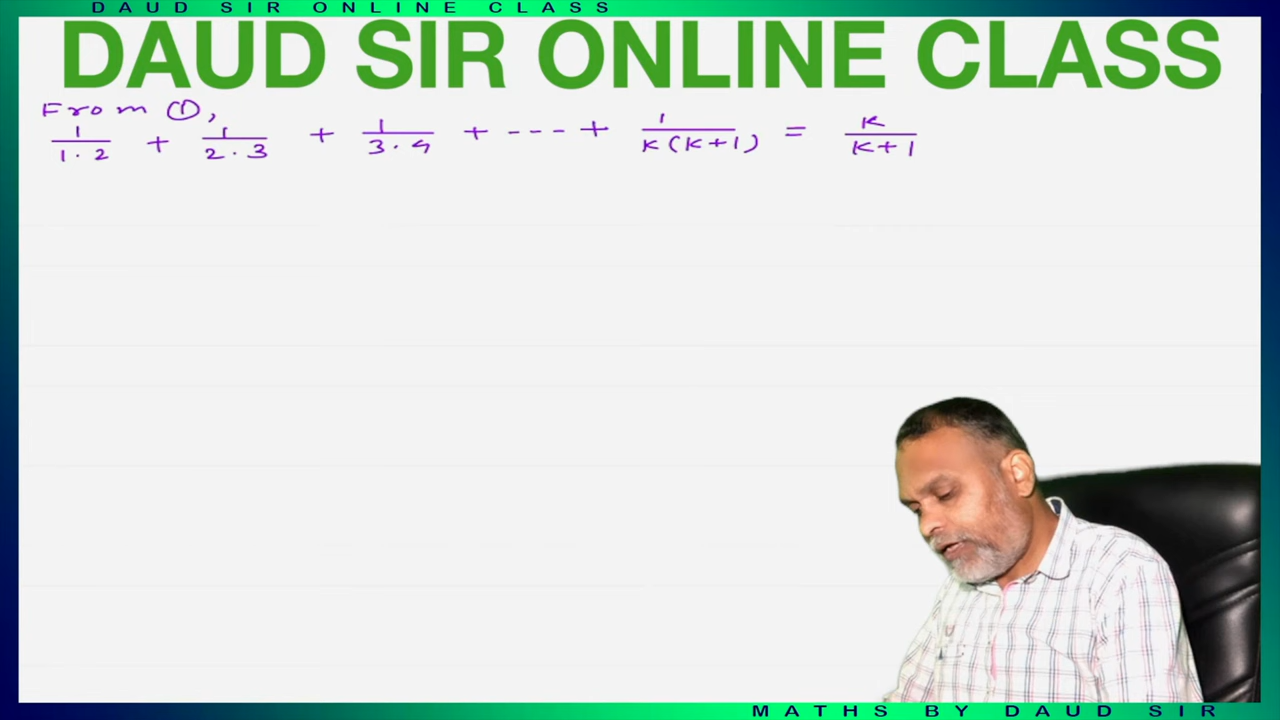 DAUD SIR ONLINE CLASS
DAUD SIR ONLINE CLASS
From ①,
1/1·2 + 1/2·3 + 1/3·4 + --- + 1/k(k+1) = k/k+1
MATHS BY DAUD SIR